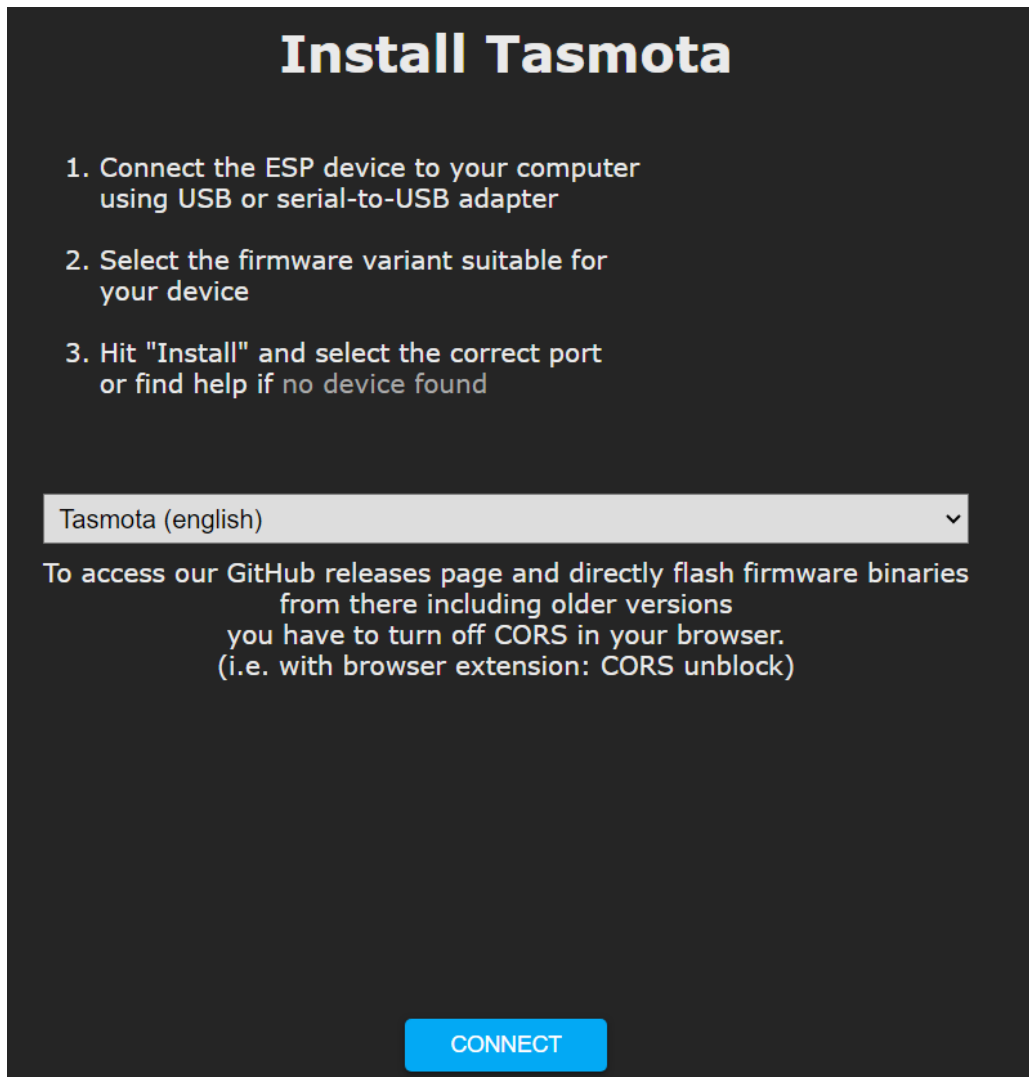 Install Tasmota
1. Connect the ESP device to your computer
using USB or serial-to-USB adapter
2. Select the firmware variant suitable for
your device
3. Hit "Install" and select the correct port
or find help if no device found
Tasmota (english)
To access our GitHub releases page and directly flash firmware binaries
from there including older versions
you have to turn off CORS in your browser.
(i.e. with browser extension: CORS unblock)
CONNECT